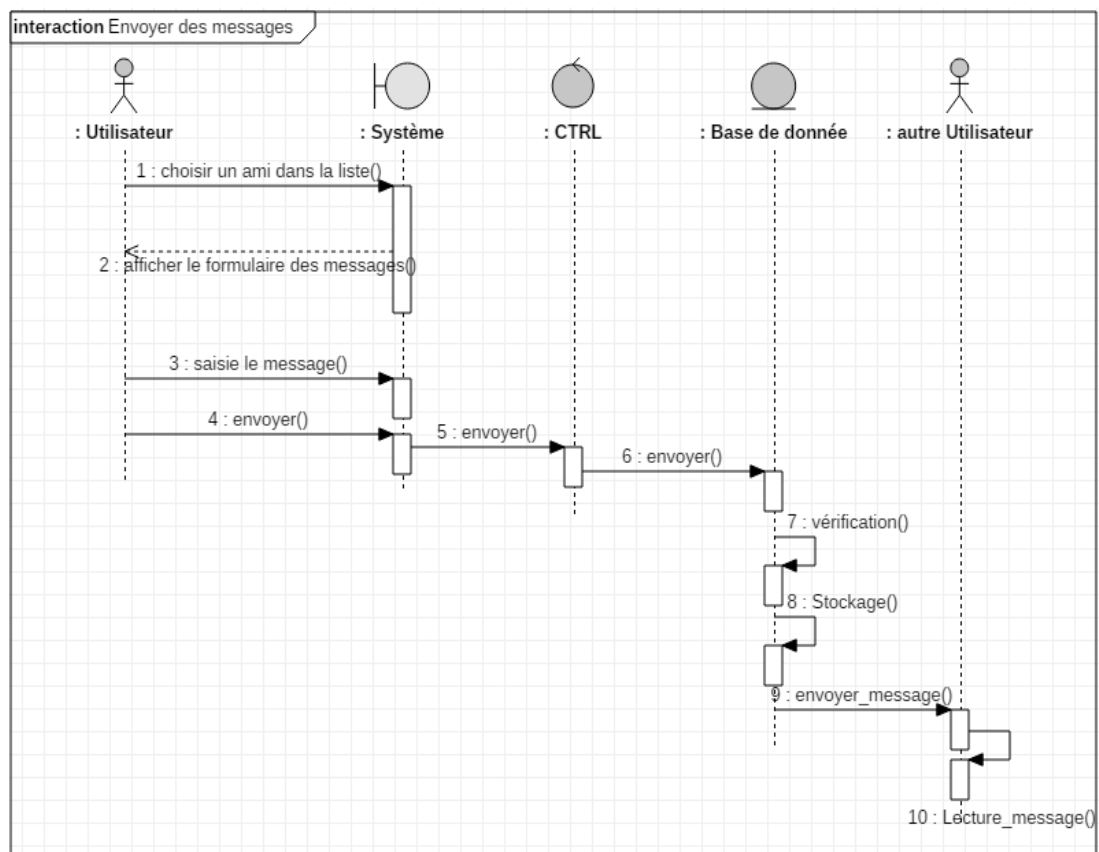 interaction Envoyer des messages
: Utilisateur
: Système
: CTRL
: Base de donnée
: autre Utilisateur
1 : choisir un ami dans la liste()
2 : afficher le formulaire des messages()
3 : saisie le message()
4 : envoyer()
5 : envoyer()
6 : envoyer()
7 : vérification()
8 : Stockage()
9 : envoyer_message()
10 : Lecture_message()